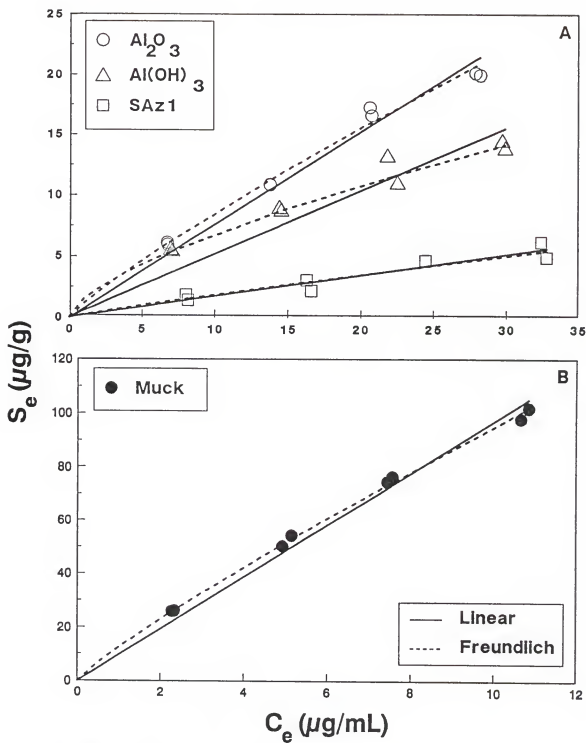 A
Al2O3
Al(OH)3
SAz1
25
20
15
10
5
0
0 5 10 15 20 25 30 35
Se (µg/g)
B
Muck
120
100
80
60
40
20
0
Linear
Freundlich
0 2 4 6 8 10 12
Ce (µg/mL)